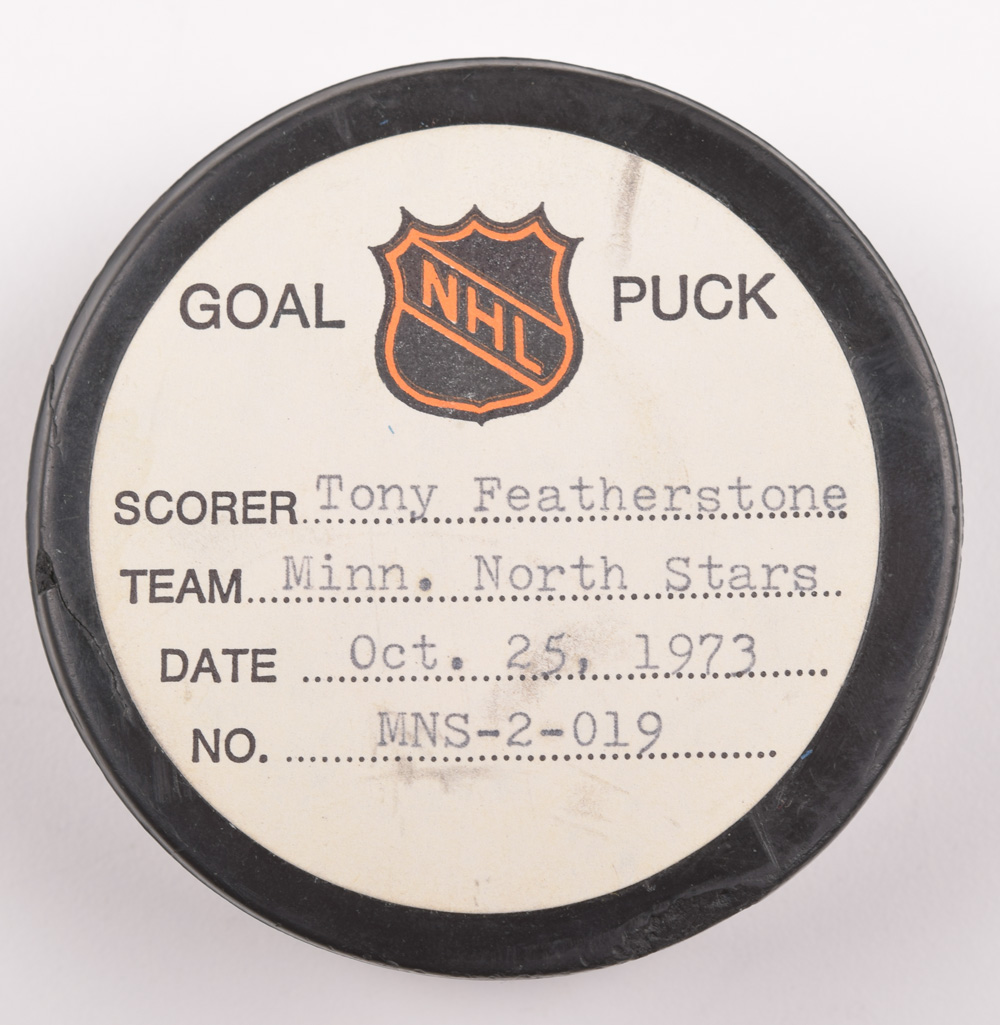 GOAL NHL PUCK
SCORER Tony Featherstone
TEAM Minn. North Stars
DATE Oct. 25, 1973
NO. MNS-2-019